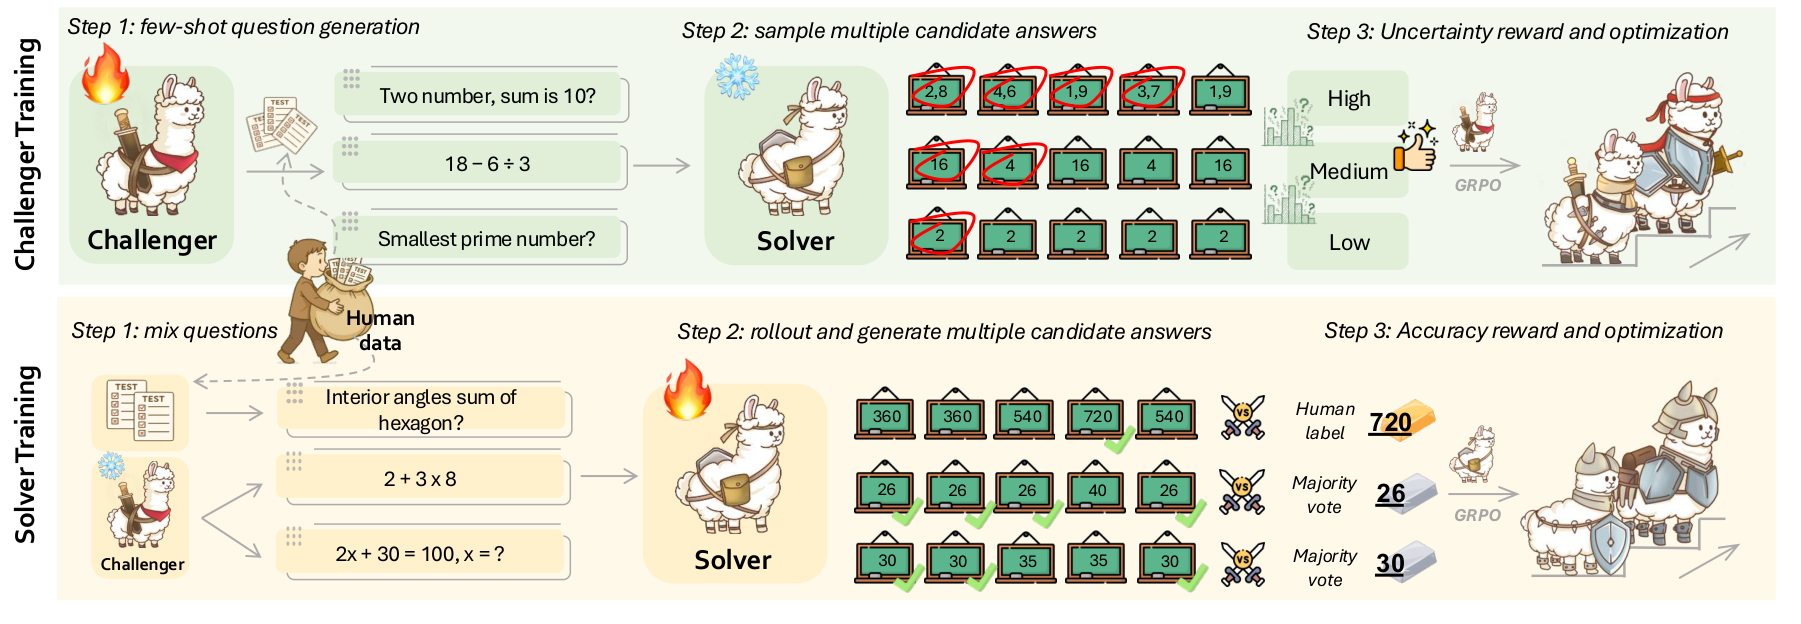 Challenger Training
Step 1: few-shot question generation
Step 2: sample multiple candidate answers
Step 3: Uncertainty reward and optimization
Challenger
TEST
Two number, sum is 10?
18 – 6 ÷ 3
Smallest prime number?
Solver
2,8 4,6 1,9 3,7 1,9
16 4 16 4 16
2 2 2 2 2
High
Medium
Low
GRPO
Human
data
Solver Training
Step 1: mix questions
Step 2: rollout and generate multiple candidate answers
Step 3: Accuracy reward and optimization
TEST
TEST
Challenger
Interior angles sum of
hexagon?
2 + 3 x 8
2x + 30 = 100, x = ?
Solver
360 360 540 720 540
VS
Human
label
720
26 26 26 40 26
VS
Majority
vote
26
30 30 35 35 30
VS
Majority
vote
30
GRPO